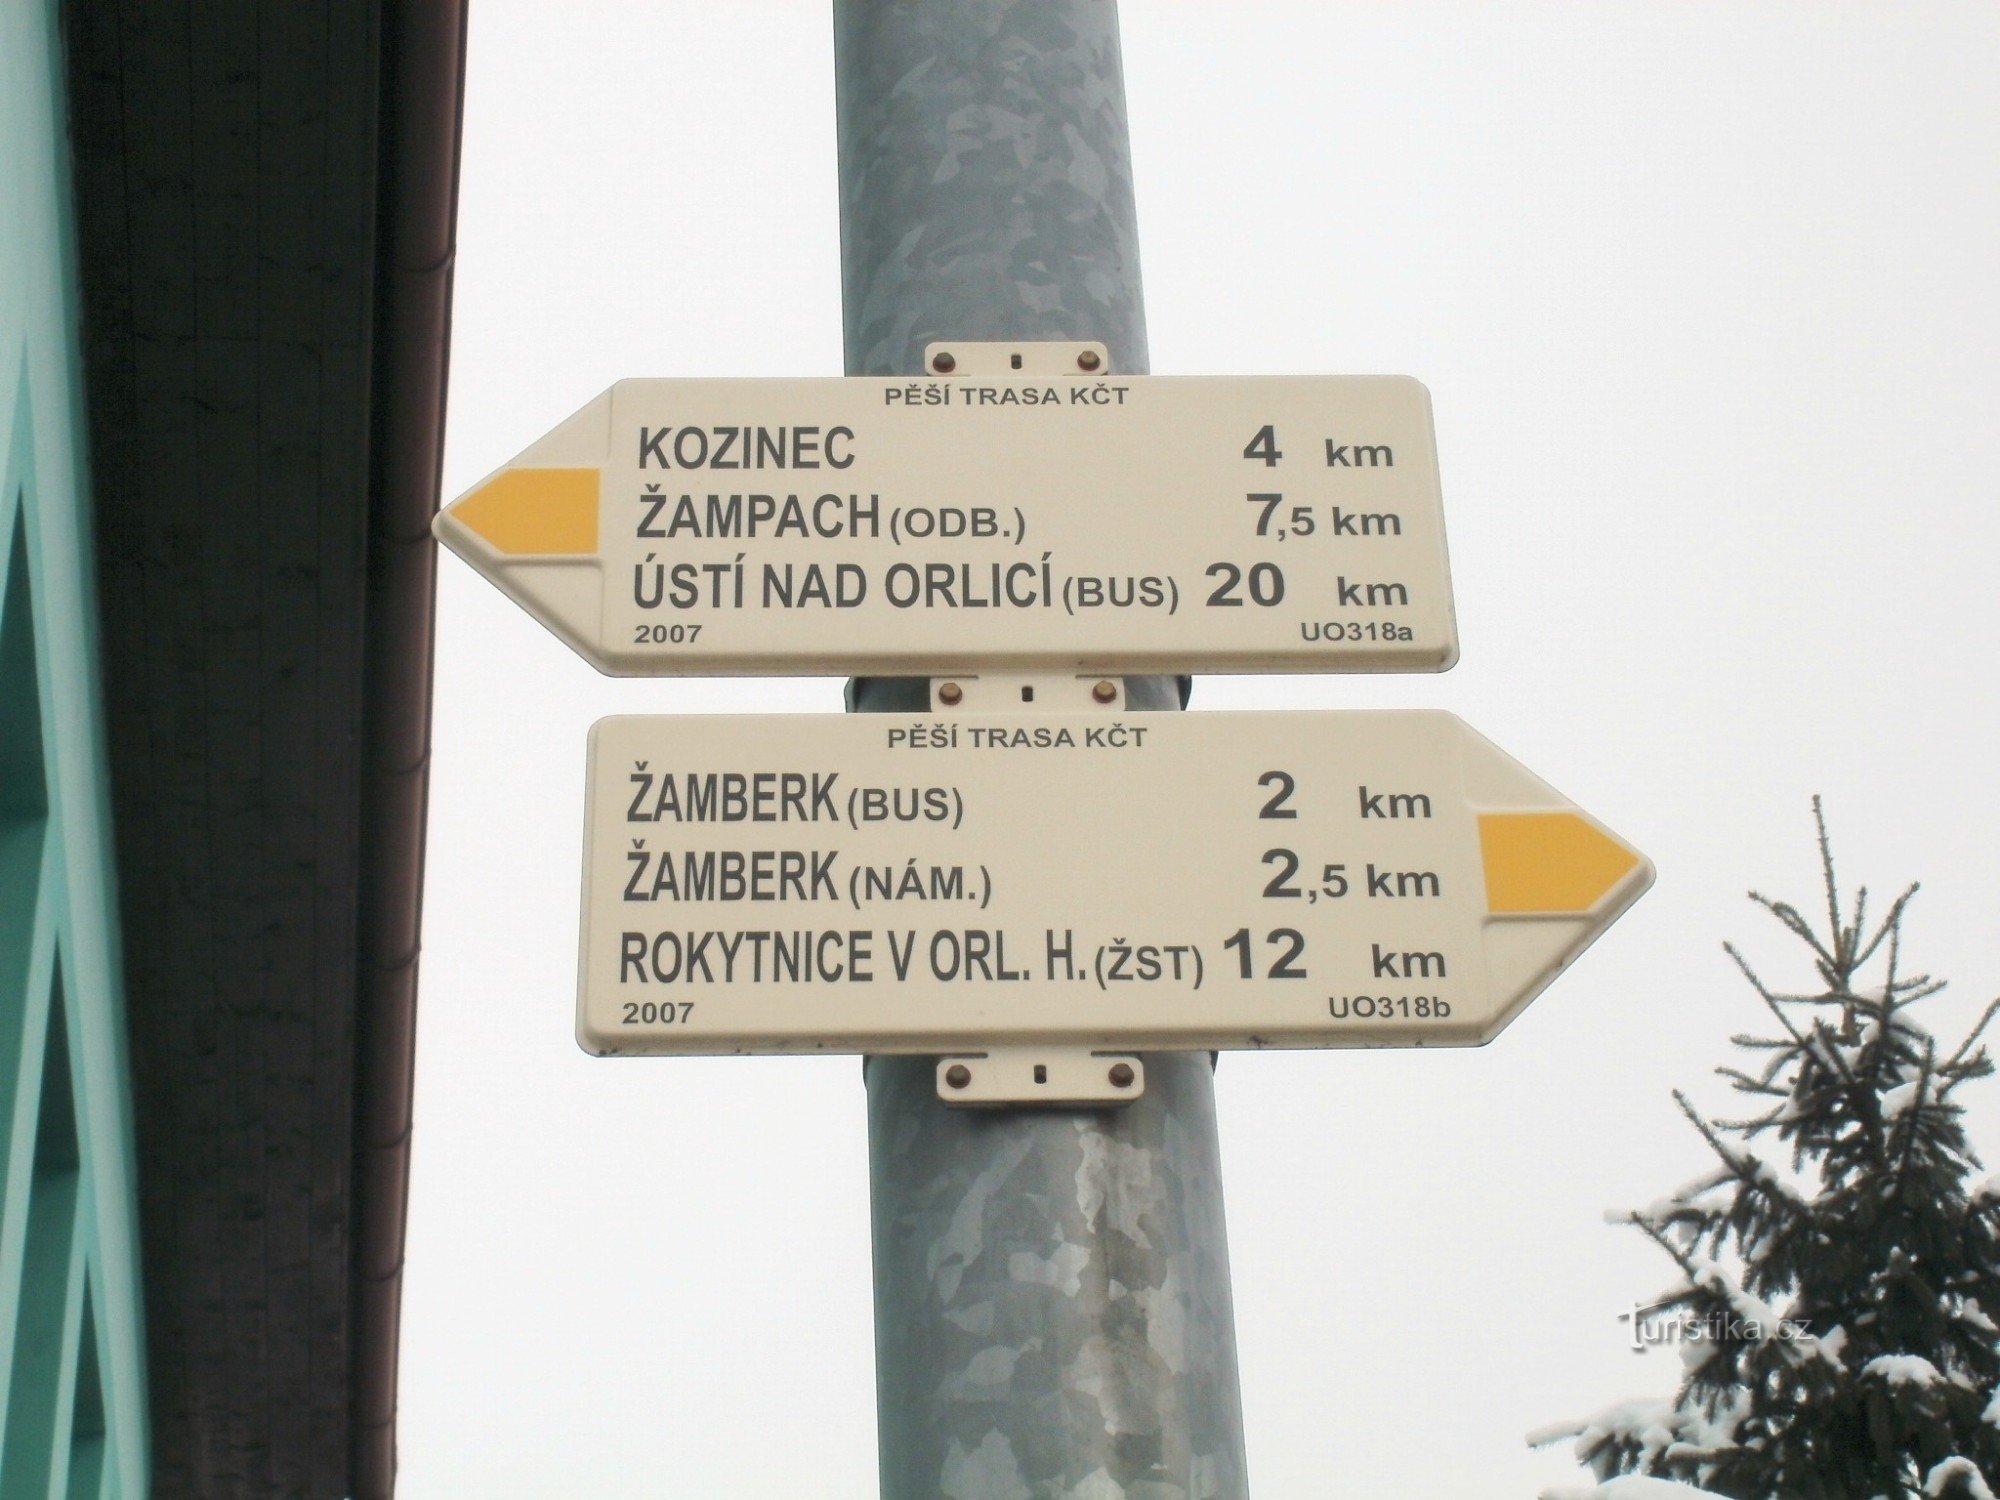 PĚŠÍ TRASA KČT
KOZINEC 4 km
ŽAMPACH (ODB.) 7,5 km
ÚSTÍ NAD ORLICÍ (BUS) 20 km
2007 UO318a
PĚŠÍ TRASA KČT
ŽAMBERK (BUS) 2 km
ŽAMBERK (NÁM.) 2,5 km
ROKYTNICE V ORL. H. (ŽST) 12 km
2007 UO318b
Turistika.cz